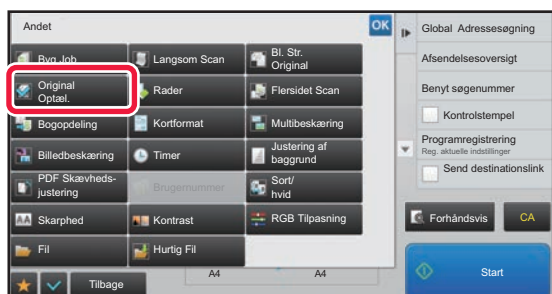 Andet
OK
Byg Job
Langsom Scan
Bl. Str.
Original
Original
Optæl.
Rader
Flersidet Scan
Bogopdeling
Kortformat
Multibeskæring
Billedbeskæring
Timer
Justering af
baggrund
PDF Skævheds-
justering
Brugernummer
Sort/
hvid
Skarphed
Kontrast
RGB Tilpasning
Fil
Hurtig Fil
Tilbage
A4
A4
Global Adressesøgning
Afsendelsesoversigt
Benyt søgenummer
Kontrolstempel
Programregistrering
Reg. aktuelle indstillinger
Send destinationslink
Forhåndsvis
CA
Start